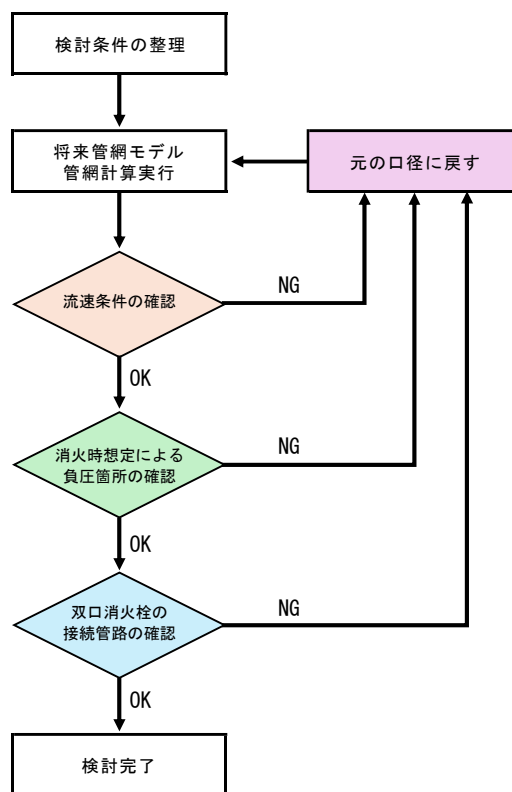 検討条件の整理
将来管網モデル
管網計算実行
元の口径に戻す
流速条件の確認
NG
OK
消火時想定による
負圧箇所の確認
NG
OK
双口消火栓の
接続管路の確認
NG
OK
検討完了